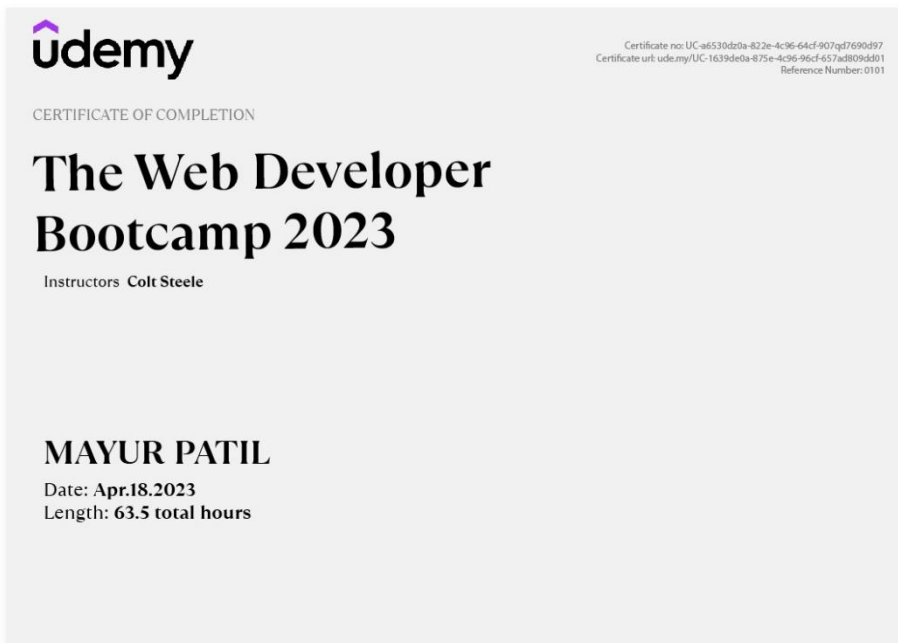 udemy
Certificate no: UC-a6530dz0a-822e-4c96-64cf-907qd7690d97
Certificate url: ude.my/UC-1639de0a-875e-4c96-96cf-657ad809dd01
Reference Number: 0101
CERTIFICATE OF COMPLETION
The Web Developer
Bootcamp 2023
Instructors Colt Steele
MAYUR PATIL
Date: Apr.18.2023
Length: 63.5 total hours